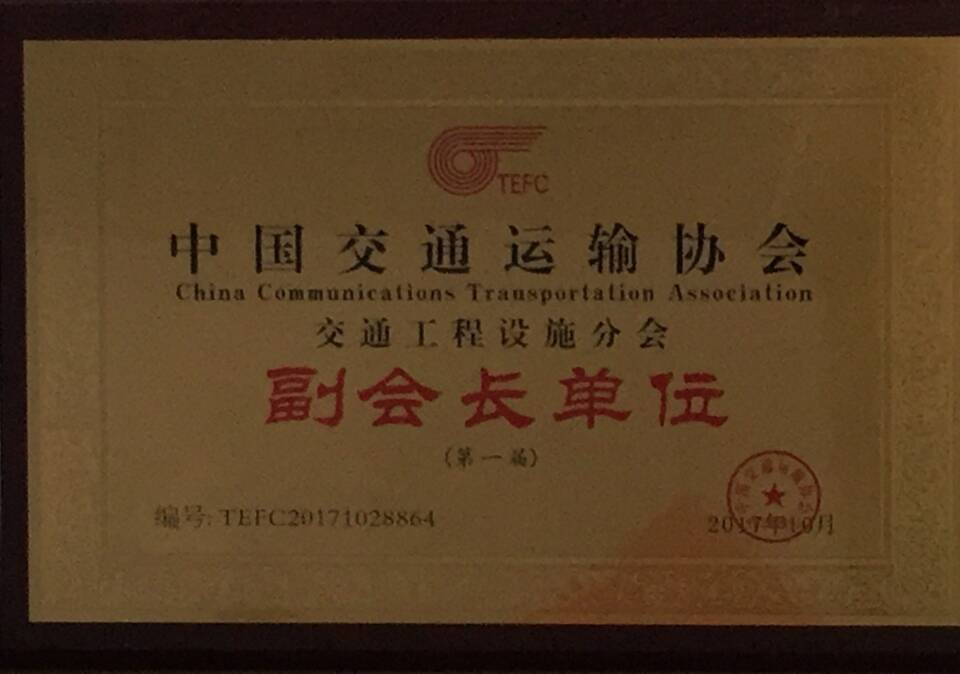 TEFC
中国交通运输协会
China Communications Transportation Association
交通工程设施分会
副会长单位
(第一届)
编号: TEFC20171028864
2017年10月